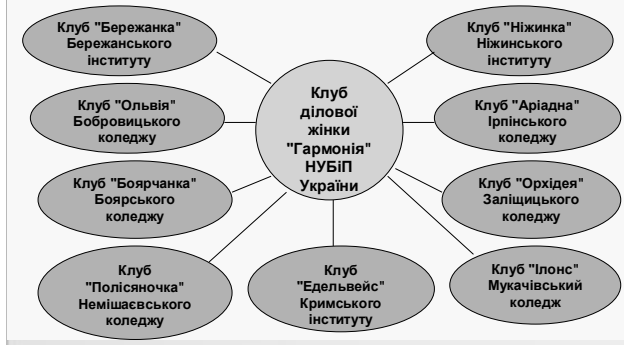 Клуб "Бережанка"
Бережанського
інституту
Клуб "Ніжинка"
Ніжинського
інституту
Клуб
ділової
жінки
"Гармонія"
НУБіП
України
Клуб "Ольвія"
Бобровицького
коледжу
Клуб "Аріадна"
Ірпінського
коледжу
Клуб "Боярчанка"
Боярського
коледжу
Клуб "Орхідея"
Заліщицького
коледжу
Клуб
"Полісяночка"
Немішаєвського
коледжу
Клуб
"Едельвейс"
Кримського
інституту
Клуб "Ілонс"
Мукачівський
коледж